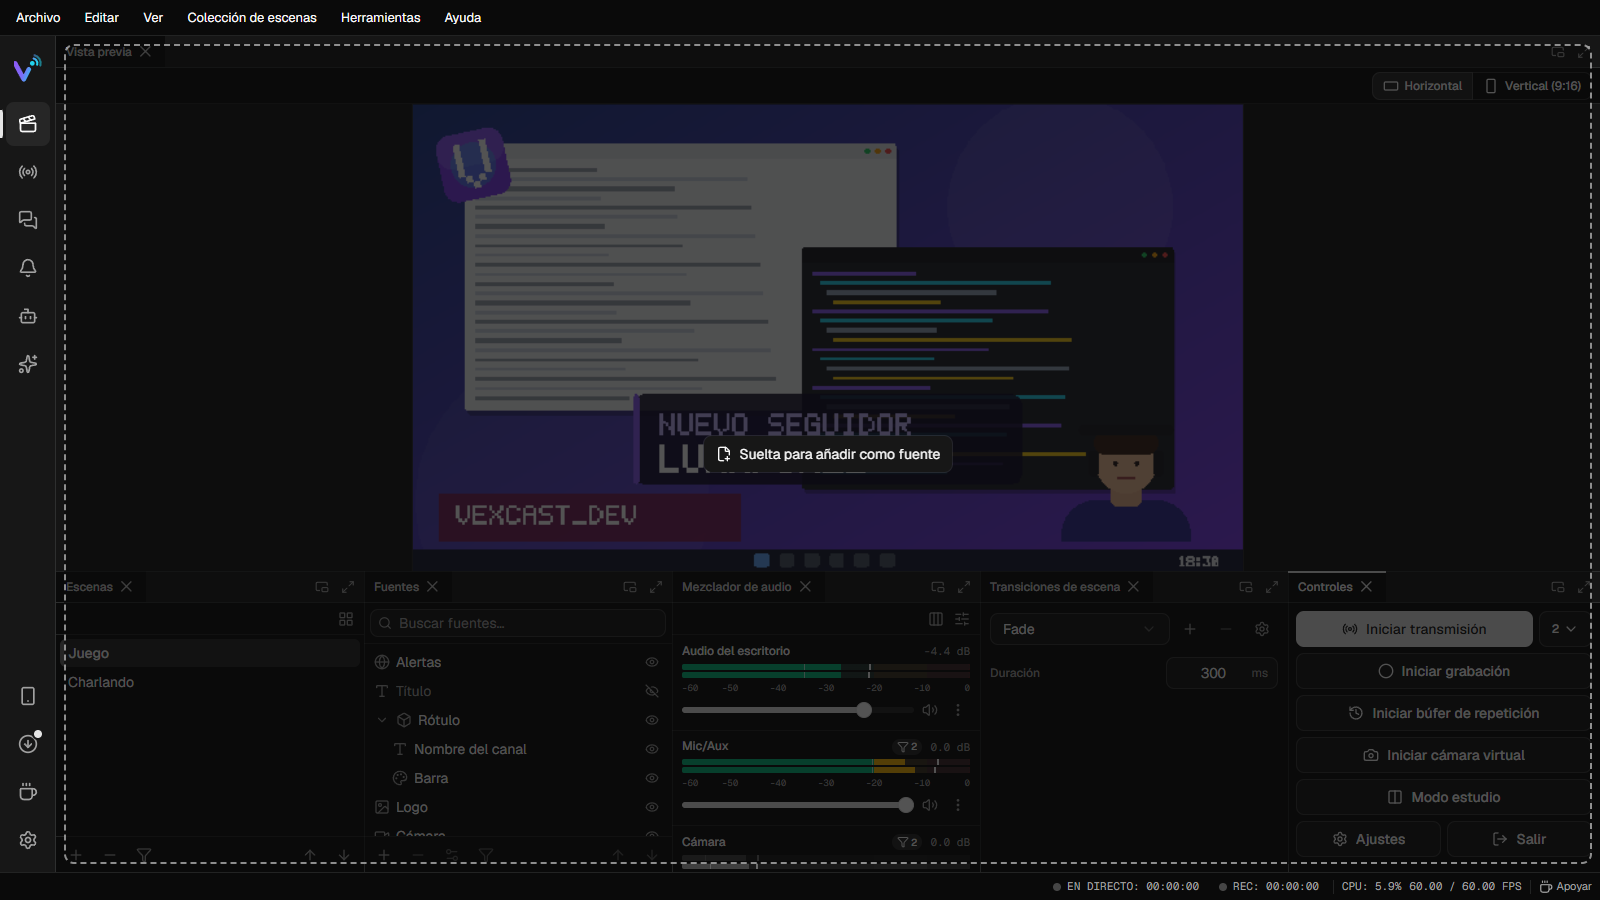 Archivo Editar Ver Colección de escenas Herramientas Ayuda
Vista previa
Horizontal Vertical (9:16)
NUEVO SEGUIDOR
Suelta para añadir como fuente
VEXCAST_DEV
18:30
Escenas
Juego
Charlando
Fuentes
Buscar fuentes...
Alertas
Título
Rótulo
Nombre del canal
Barra
Logo
Cámara
Mezclador de audio
Audio del escritorio -4.4 dB
-60 -50 -40 -30 -20 -10 0
Mic/Aux 2 0.0 dB
-60 -50 -40 -30 -20 -10 0
Cámara 2 0.0 dB
Transiciones de escena
Fade
Duración 300 ms
Controles
Iniciar transmisión 2
Iniciar grabación
Iniciar búfer de repetición
Iniciar cámara virtual
Modo estudio
Ajustes Salir
EN DIRECTO: 00:00:00 REC: 00:00:00 CPU: 5.9% 60.00 / 60.00 FPS Apoyar